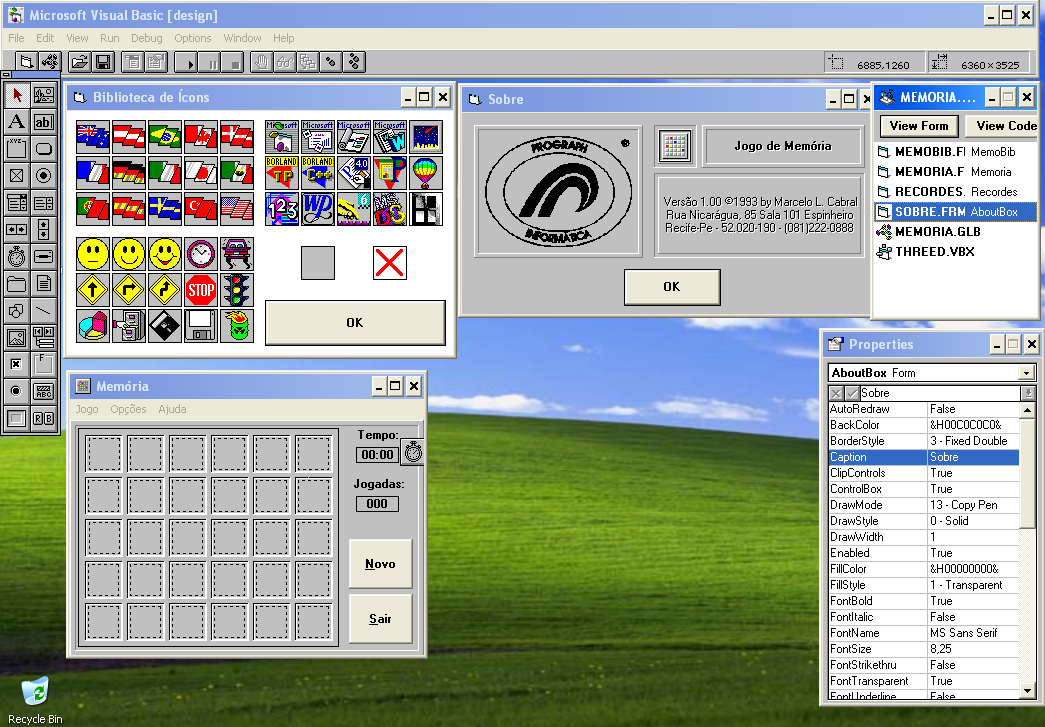 Microsoft Visual Basic [design]
File Edit View Run Debug Options Window Help
6885,1260 6360×3525
Biblioteca de Ícons
Microsoft Microsoft Microsoft Microsoft
BORLAND BORLAND 4.0
TP C++
123 WP
STOP
OK
Sobre
PROGRAPH
INFORMÁTICA
Jogo de Memória
Versão 1.00 ©1993 by Marcelo L. Cabral
Rua Nicarágua, 85 Sala 101 Espinheiro
Recife-Pe - 52.020-190 - (081)222-0888
OK
MEMORIA....
View Form View Code
MEMOBIB.FI MemoBib
MEMORIA.F Memoria
RECORDES. Recordes
SOBRE.FRM AboutBox
MEMORIA.GLB
THREED.VBX
Memória
Jogo Opções Ajuda
Tempo:
00:00
Jogadas:
000
Novo
Sair
Properties
AboutBox Form
Sobre
AutoRedraw False
BackColor &H00C0C0C0&
BorderStyle 3 - Fixed Double
Caption Sobre
ClipControls True
ControlBox True
DrawMode 13 - Copy Pen
DrawStyle 0 - Solid
DrawWidth 1
Enabled True
FillColor &H00000000&
FillStyle 1 - Transparent
FontBold True
FontItalic False
FontName MS Sans Serif
FontSize 8,25
FontStrikethru False
FontTransparent True
FontUnderline False
Recycle Bin